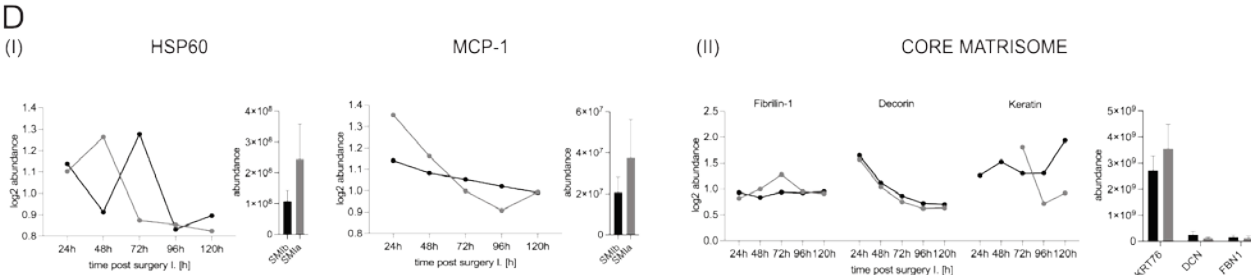 D
(I)
HSP60
MCP-1
(II)
CORE MATRISOME
log2 abundance
1.4
1.3
1.2
1.1
1.0
0.9
0.8
24h 48h 72h 96h 120h
time post surgery I. [h]
abundance
4×10⁸
3×10⁸
2×10⁸
1×10⁸
0
SMIb
SMIa
log2 abundance
1.4
1.3
1.2
1.1
1.0
0.9
0.8
24h 48h 72h 96h 120h
time post surgery I. [h]
abundance
6×10⁷
4×10⁷
2×10⁷
0
SMIb
SMIa
Fibrillin-1 Decorin Keratin
log2 abundance
2.5
2.0
1.5
1.0
0.5
0.0
24h 48h 72h 96h120h 24h 48h 72h 96h120h 24h 48h 72h 96h 120h
time post surgery I. [h]
abundance
5×10⁹
4×10⁹
3×10⁹
2×10⁹
1×10⁹
0
KRT76
DCN
FBN1